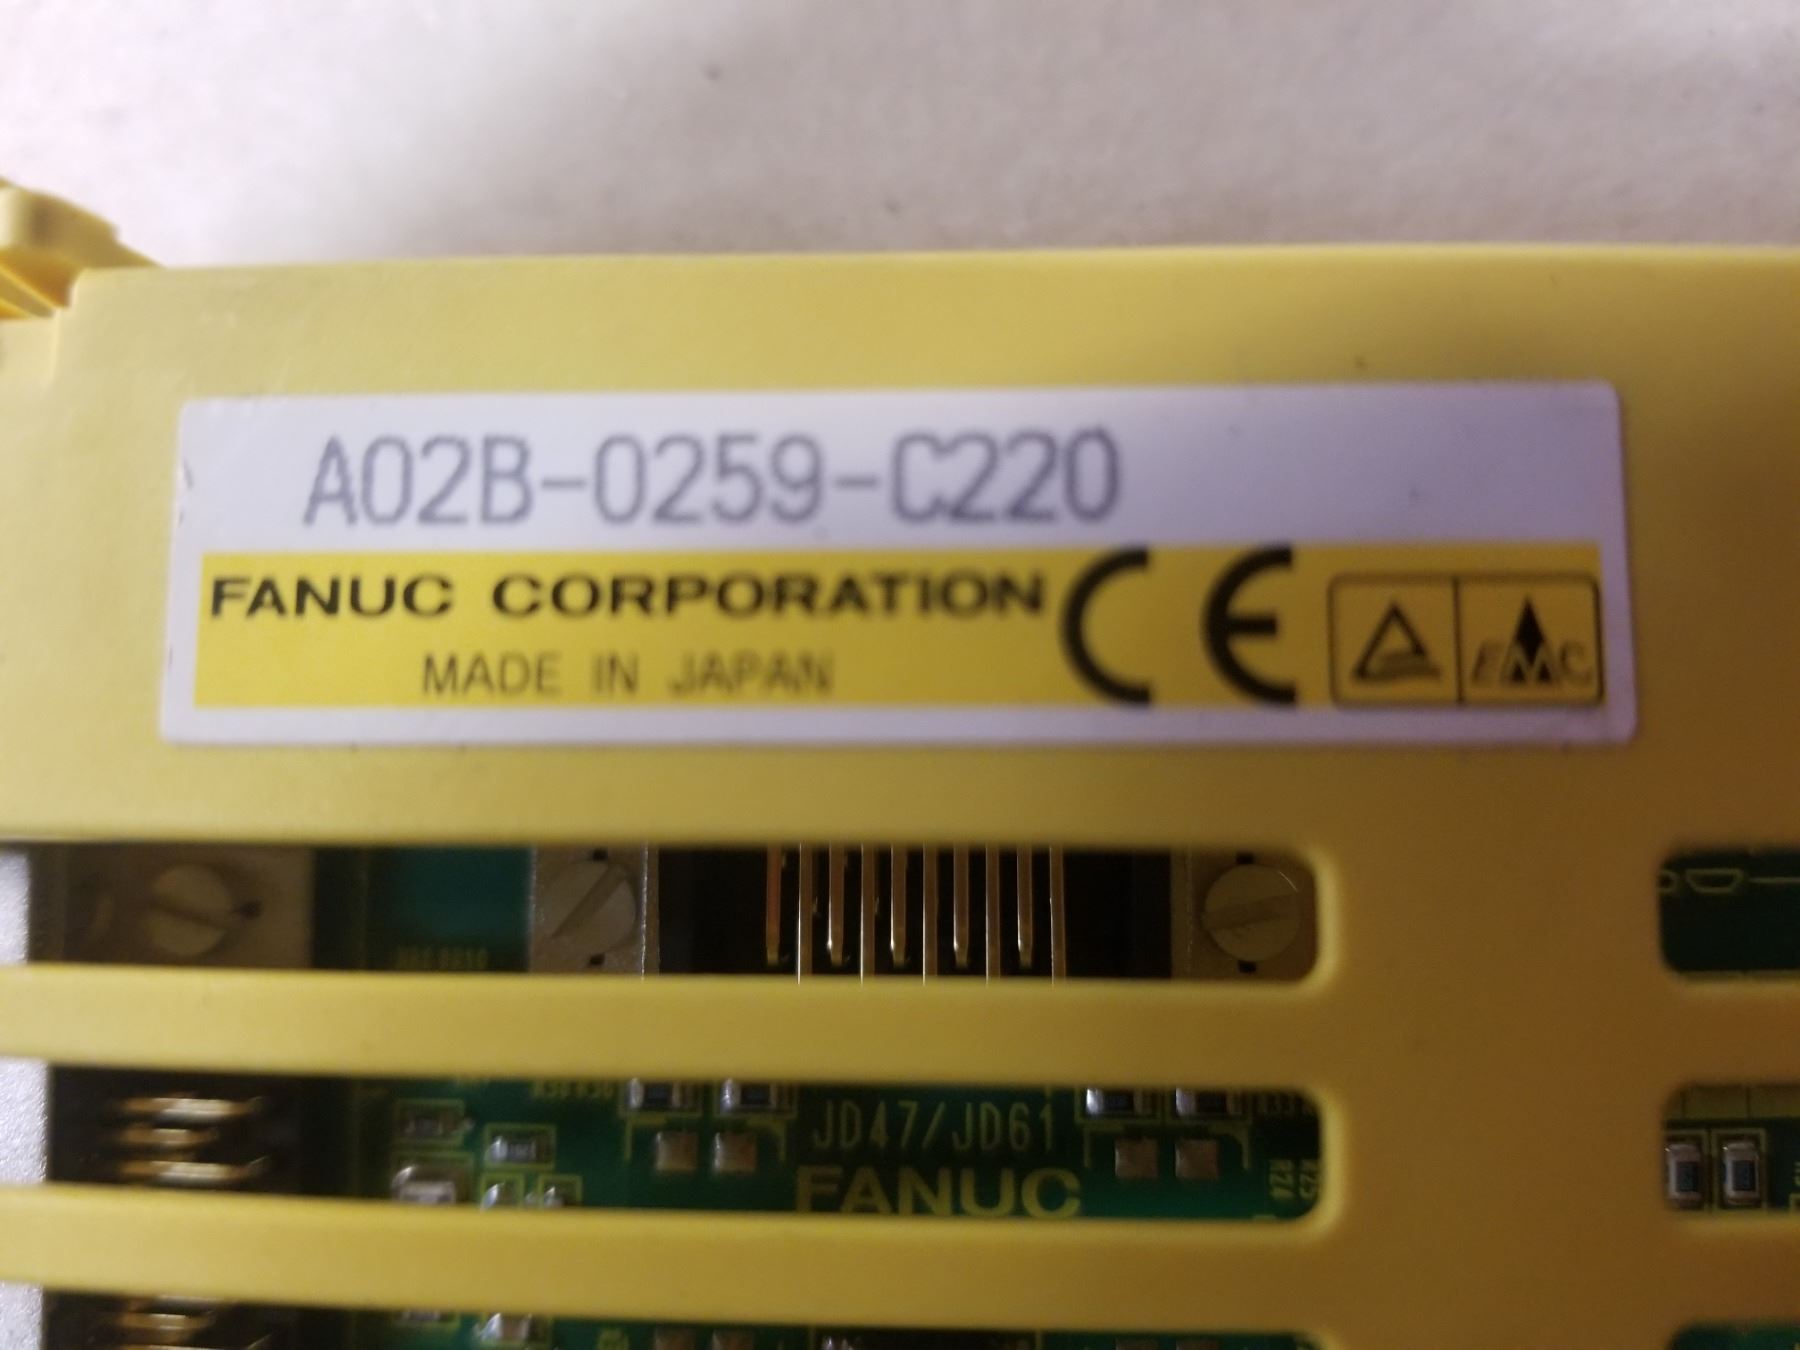 A02B-0259-C220
FANUC CORPORATION CE
MADE IN JAPAN
EMC
JD47/JD61
FANUC